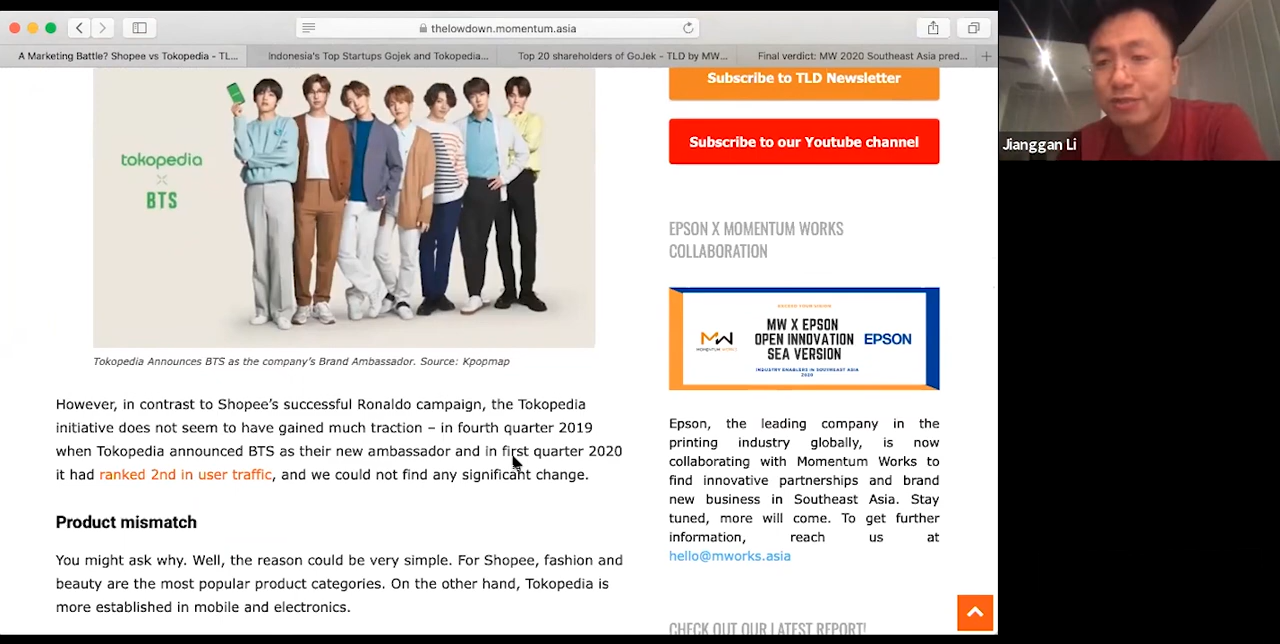 thelowdown.momentum.asia
A Marketing Battle? Shopee vs Tokopedia - TL...
Indonesia's Top Startups Gojek and Tokopedia...
Top 20 shareholders of GoJek - TLD by MW...
Final verdict: MW 2020 Southeast Asia pred...
Jianggan Li
tokopedia
X
BTS
Tokopedia Announces BTS as the company's Brand Ambassador. Source: Kpopmap
However, in contrast to Shopee's successful Ronaldo campaign, the Tokopedia
initiative does not seem to have gained much traction – in fourth quarter 2019
when Tokopedia announced BTS as their new ambassador and in first quarter 2020
it had ranked 2nd in user traffic, and we could not find any significant change.
Product mismatch
You might ask why. Well, the reason could be very simple. For Shopee, fashion and
beauty are the most popular product categories. On the other hand, Tokopedia is
more established in mobile and electronics.
Subscribe to TLD Newsletter
Subscribe to our Youtube channel
EPSON X MOMENTUM WORKS
COLLABORATION
MW
MOMENTUM WORKS
MW X EPSON
OPEN INNOVATION
SEA VERSION
INDUSTRY ENABLERS IN SOUTHEAST ASIA
2020
EPSON
Epson, the leading company in the
printing industry globally, is now
collaborating with Momentum Works to
find innovative partnerships and brand
new business in Southeast Asia. Stay
tuned, more will come. To get further
information, reach us at
hello@mworks.asia
CHECK OUT OUR LATEST REPORT!